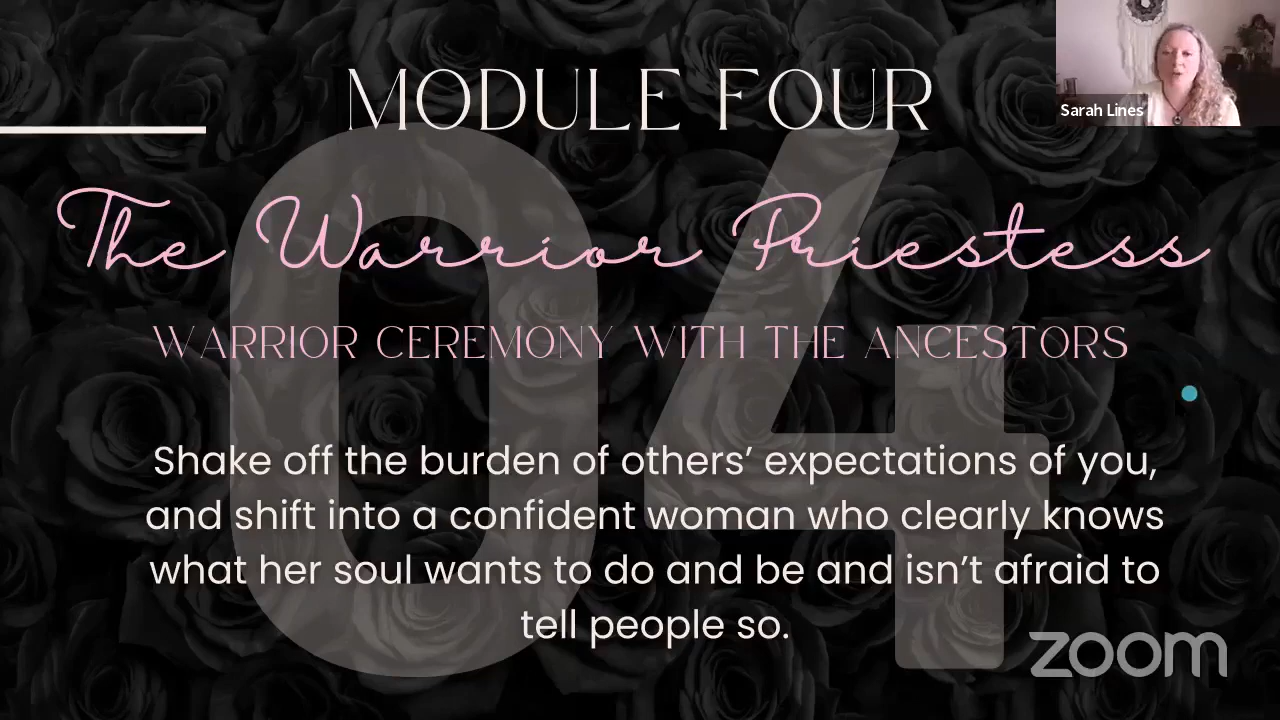 MODULE FOUR
Sarah Lines
04
The Warrior Priestess
WARRIOR CEREMONY WITH THE ANCESTORS
Shake off the burden of others’ expectations of you,
and shift into a confident woman who clearly knows
what her soul wants to do and be and isn’t afraid to
tell people so.
zoom